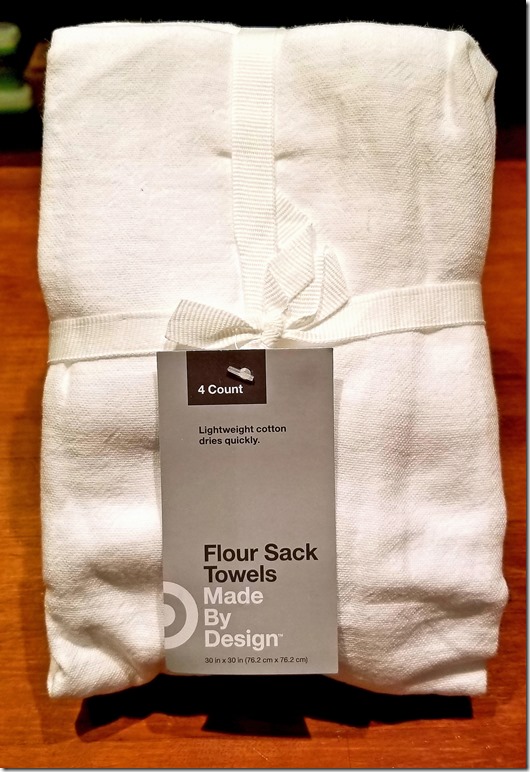 4 Count
Lightweight cotton
dries quickly.
Flour Sack
Towels
Made
By
Design™
30 in x 30 in (76.2 cm x 76.2 cm)